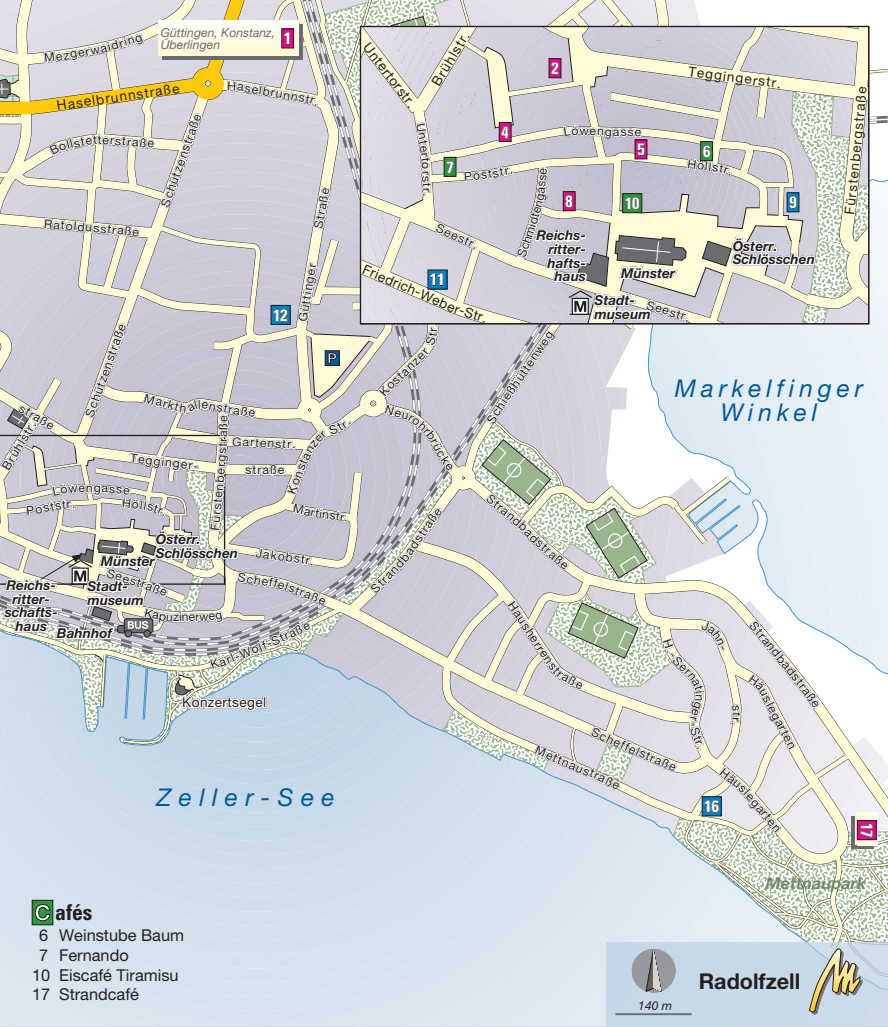 Güttingen, Konstanz,
Überlingen
1
Mezgerwaidring
Haselbrunnstraße
Haselbrunnstr.
Bollstetterstraße
Schützenstraße
Ratoldusstraße
Güttinger
Straße
12
P
Schützenstraße
Markthallenstraße
Konstanzer Str.
Konstanzer Str.
Neurohrbrücke
Schießhüttenweg
straße
Brühlstr.
Gartenstr.
Tegginger-
straße
Fürstenbergstraße
Löwengasse
Poststr.
Höllstr.
Martinstr.
Jakobstr.
Österr.
Schlösschen
Münster
M
Stadt-
museum
Seestraße
Reichs-
ritter-
schafts-
haus
Bahnhof
BUS
Kapuzinerweg
Scheffelstraße
Karl-Wolf-Straße
Konzertsegel
Strandbadstraße
Strandbadstraße
Strandbadstraße
Hausherrenstraße
H.-Sernatinger-Str.
Jahn-
str.
Häuslegarten
Häuslegarten
Scheffelstraße
Mettnaustraße
16
17
Mettnaupark
Markelfinger
Winkel
Zeller-See
Untertorstr.
Brühlstr.
2
Teggingerstr.
Fürstenbergstraße
Untertorstr.
4
Löwengasse
5
6
7
Poststr.
Höllstr.
Schmidtengasse
8
10
9
Seestr.
Reichs-
ritter-
hafts-
haus
Münster
Österr.
Schlösschen
11
Friedrich-Weber-Str.
M
Stadt-
museum
Seestr.
Cafés
6 Weinstube Baum
7 Fernando
10 Eiscafé Tiramisu
17 Strandcafé
140 m
Radolfzell